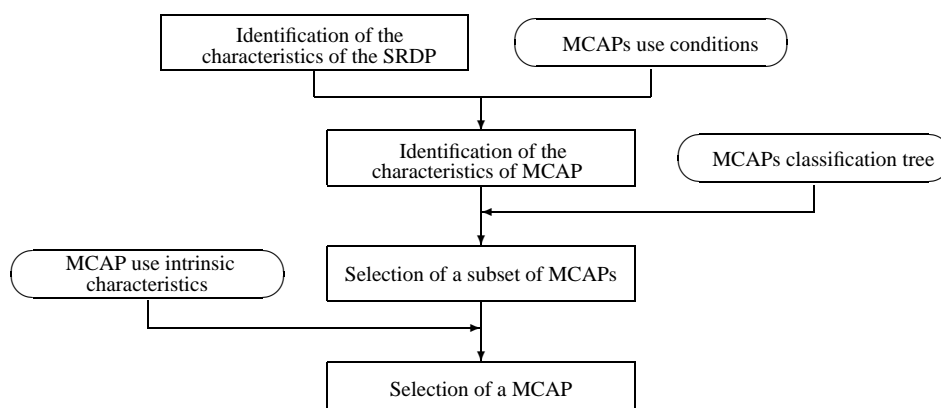 Identification of the
characteristics of the SRDP
MCAPs use conditions
Identification of the
characteristics of MCAP
MCAPs classification tree
MCAP use intrinsic
characteristics
Selection of a subset of MCAPs
Selection of a MCAP